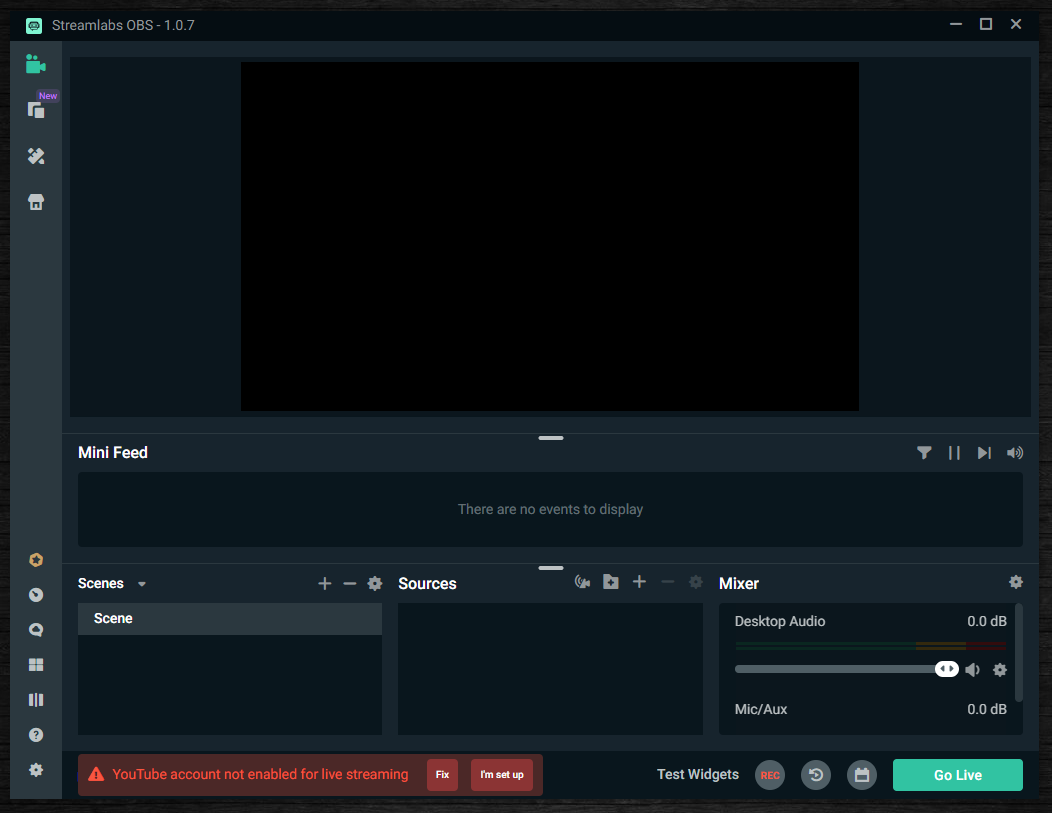 Streamlabs OBS - 1.0.7
New
Mini Feed
There are no events to display
Scenes
Sources
Mixer
Scene
Desktop Audio 0.0 dB
Mic/Aux 0.0 dB
YouTube account not enabled for live streaming Fix I'm set up Test Widgets REC Go Live